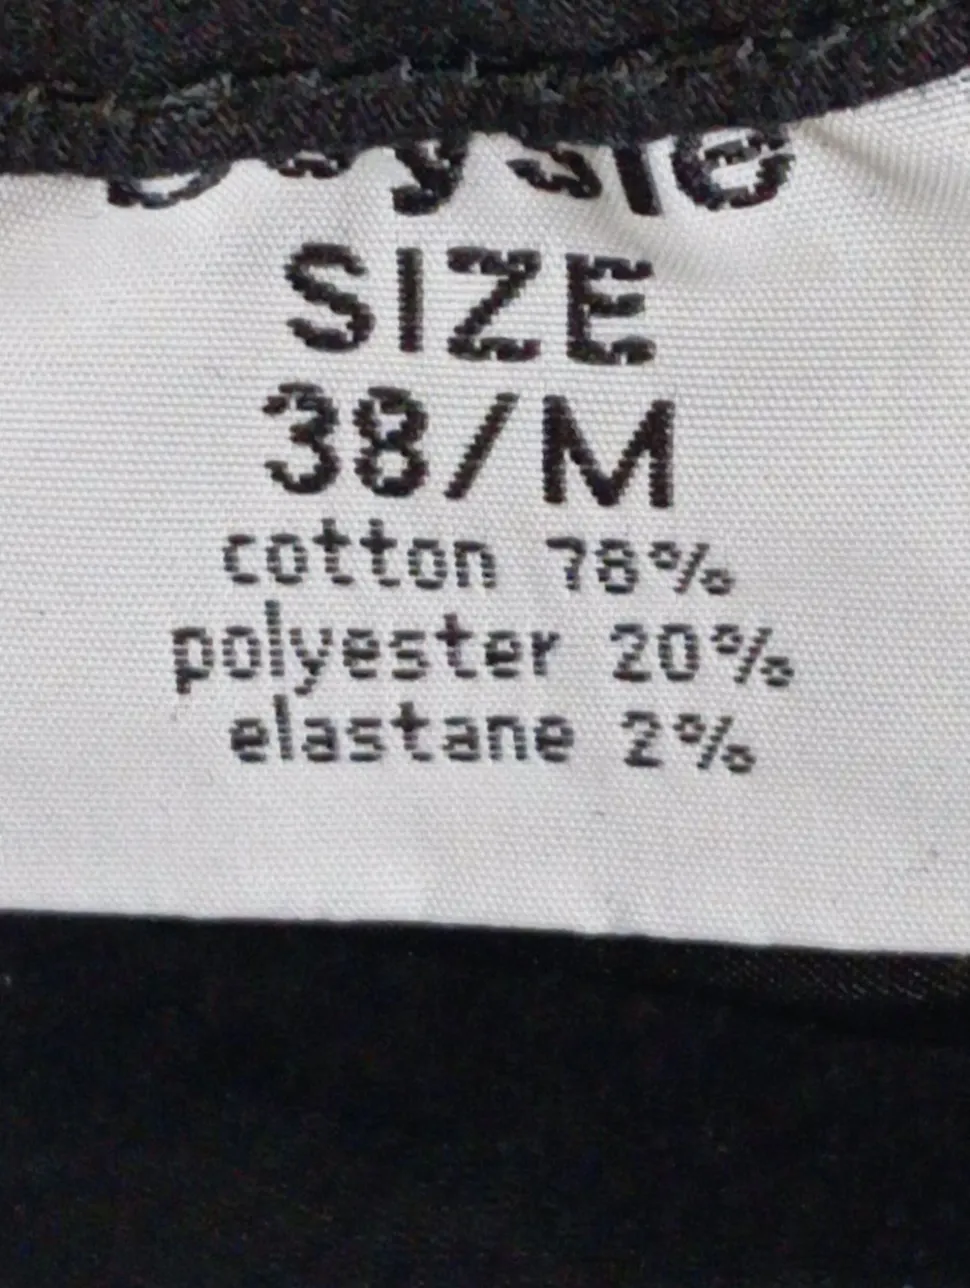 SIZE
38/M
cotton 78%
polyester 20%
elastane 2%